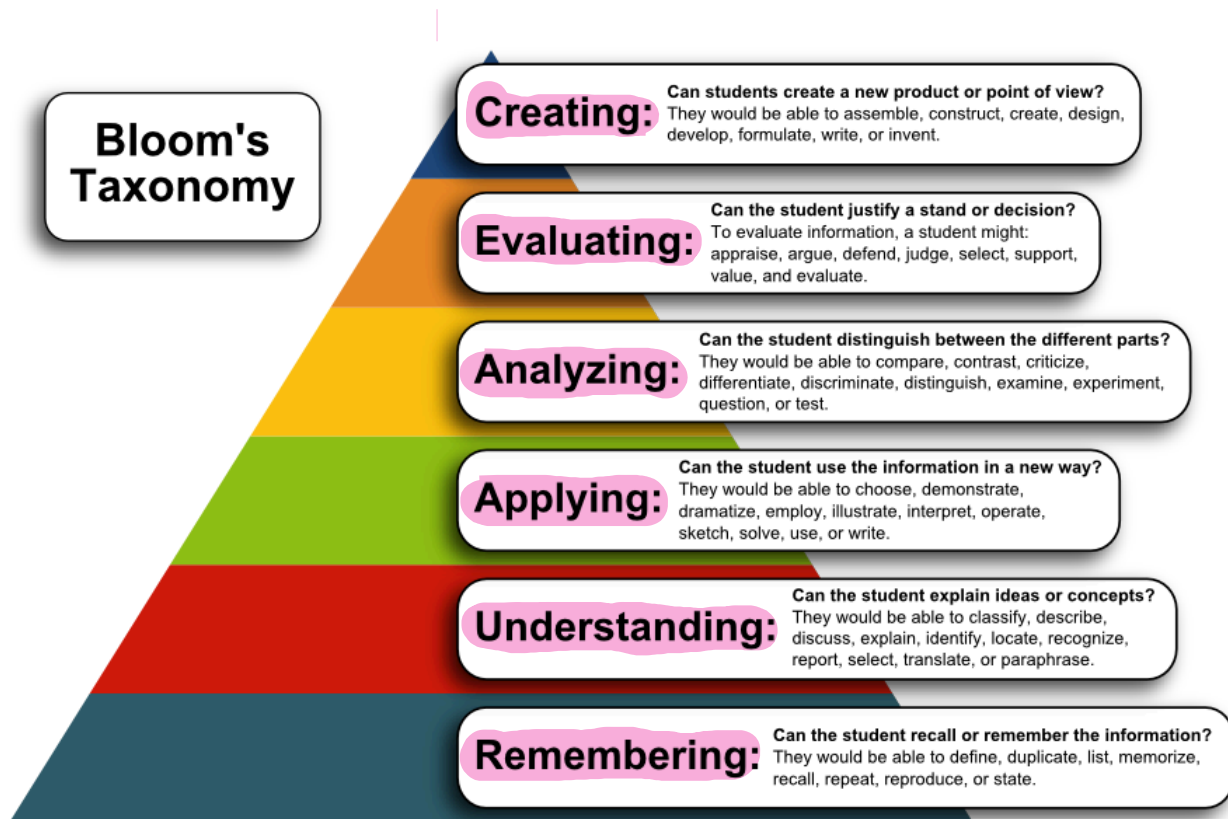 Bloom's
Taxonomy
Creating:
Can students create a new product or point of view?
They would be able to assemble, construct, create, design,
develop, formulate, write, or invent.
Evaluating:
Can the student justify a stand or decision?
To evaluate information, a student might:
appraise, argue, defend, judge, select, support,
value, and evaluate.
Analyzing:
Can the student distinguish between the different parts?
They would be able to compare, contrast, criticize,
differentiate, discriminate, distinguish, examine, experiment,
question, or test.
Applying:
Can the student use the information in a new way?
They would be able to choose, demonstrate,
dramatize, employ, illustrate, interpret, operate,
sketch, solve, use, or write.
Understanding:
Can the student explain ideas or concepts?
They would be able to classify, describe,
discuss, explain, identify, locate, recognize,
report, select, translate, or paraphrase.
Remembering:
Can the student recall or remember the information?
They would be able to define, duplicate, list, memorize,
recall, repeat, reproduce, or state.